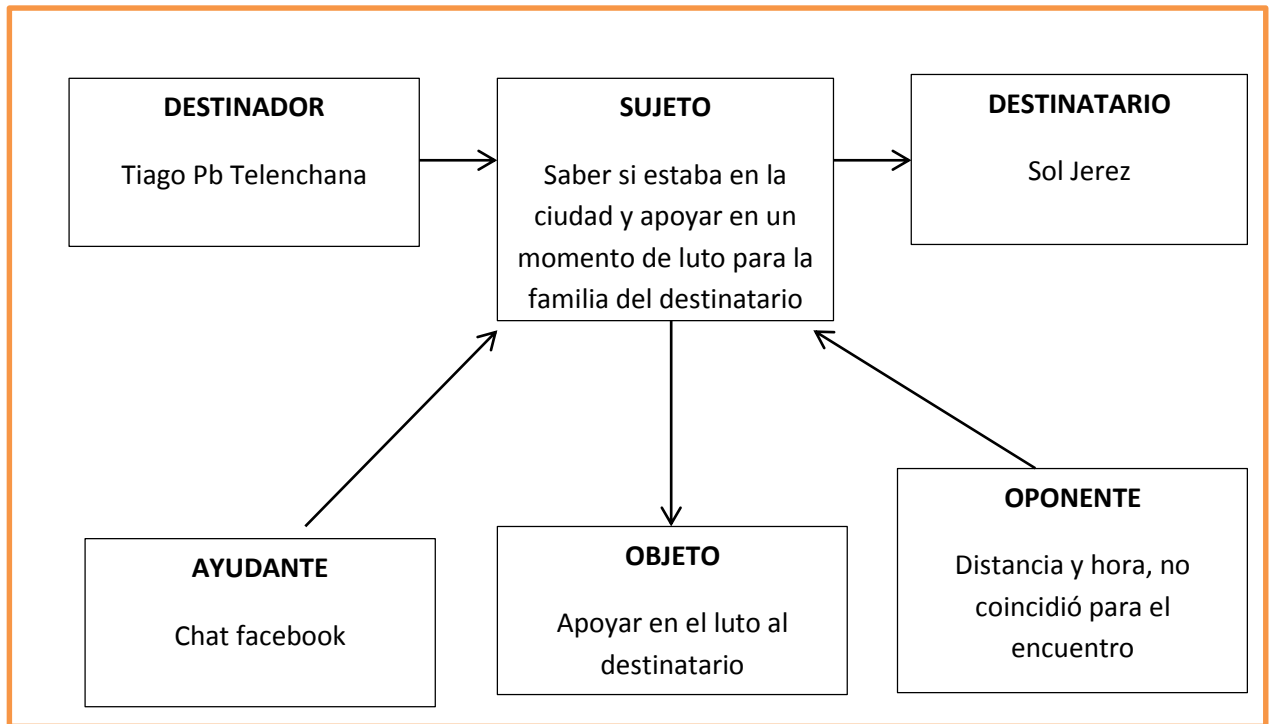 DESTINADOR
Tiago Pb Telenchana
SUJETO
Saber si estaba en la
ciudad y apoyar en un
momento de luto para la
familia del destinatario
DESTINATARIO
Sol Jerez
AYUDANTE
Chat facebook
OBJETO
Apoyar en el luto al
destinatario
OPONENTE
Distancia y hora, no
coincidió para el
encuentro